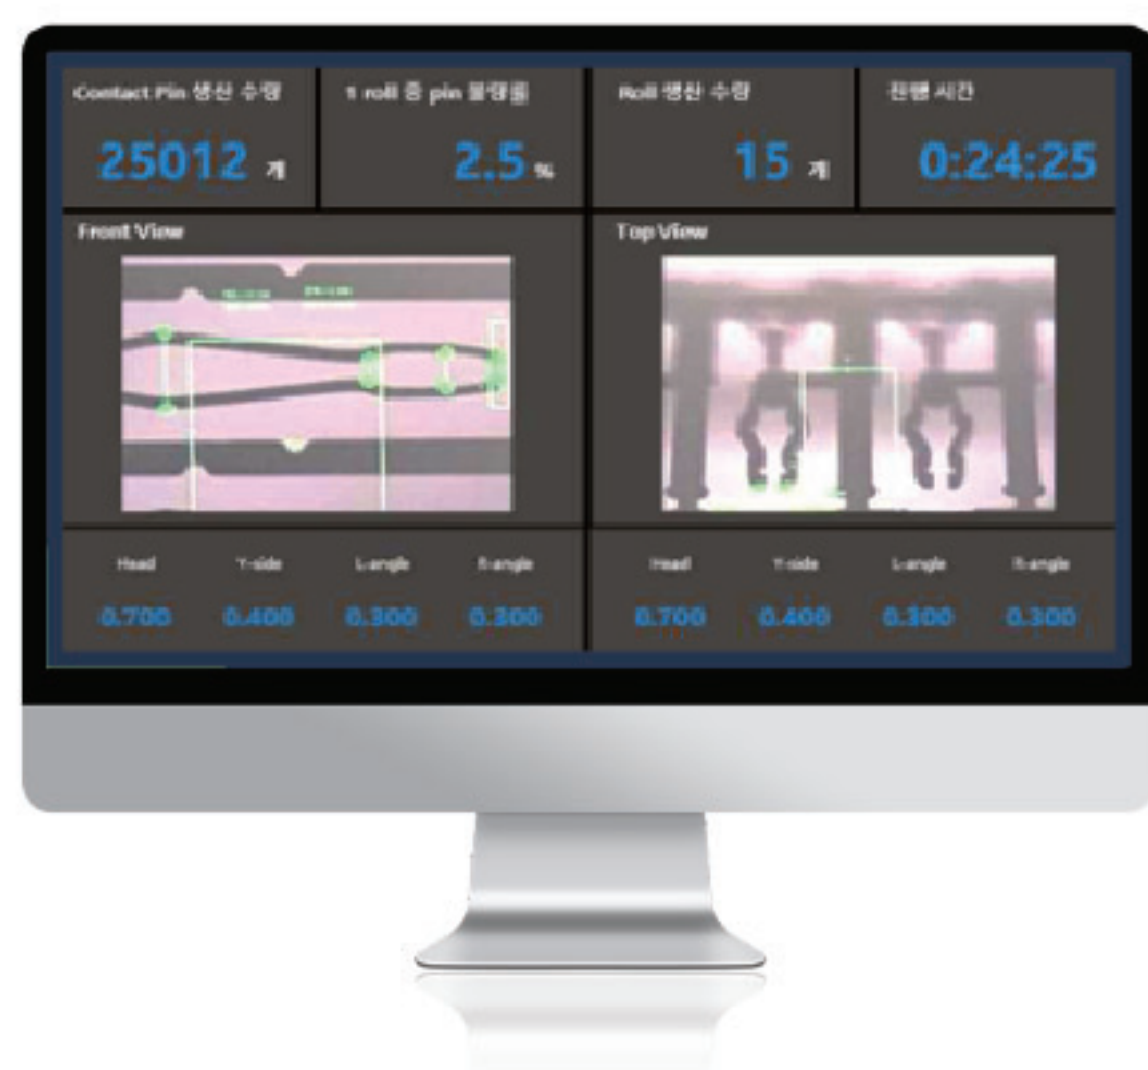 Contact Pin 생산 수량
25012 개
1 roll 중 pin 불량률
2.5 %
Roll 생산 수량
15 개
진행 시간
0:24:25
Front View
Top View
Head Y-side L-angle R-angle
0.700 0.400 0.300 0.300
Head Y-side L-angle R-angle
0.700 0.400 0.300 0.300